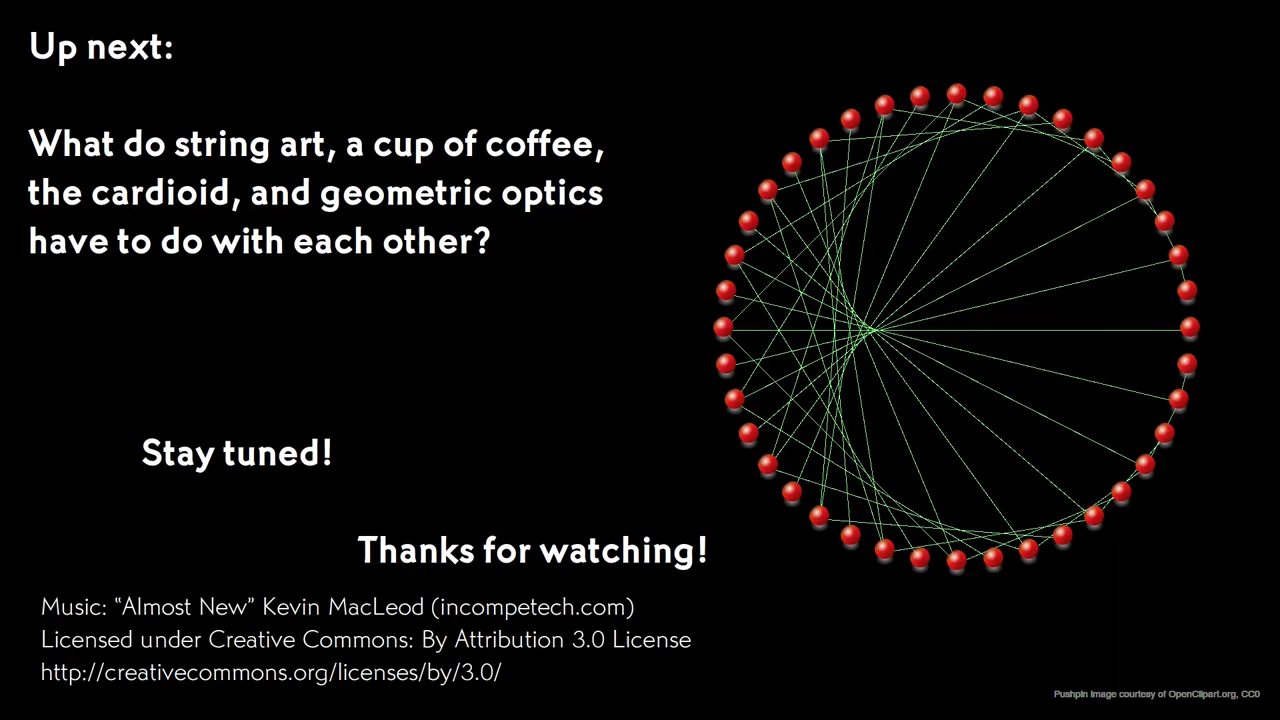 Up next:
What do string art, a cup of coffee,
the cardioid, and geometric optics
have to do with each other?
Stay tuned!
Thanks for watching!
Music: “Almost New” Kevin MacLeod (incompetech.com)
Licensed under Creative Commons: By Attribution 3.0 License
http://creativecommons.org/licenses/by/3.0/
Pushpin image courtesy of OpenClipart.org, CC0